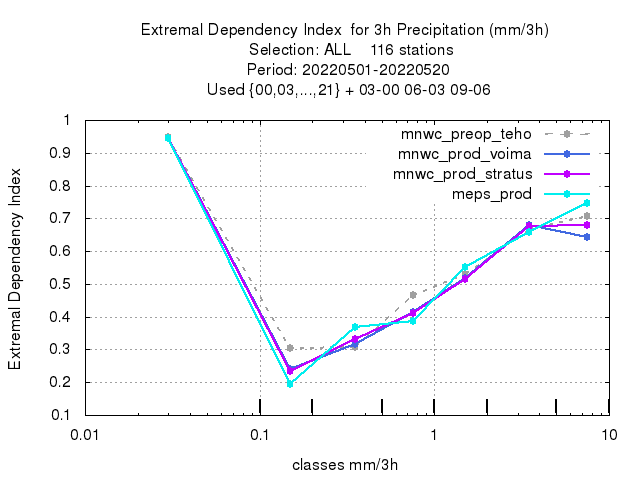 Extremal Dependency Index  for 3h Precipitation (mm/3h)
Selection: ALL    116 stations
Period: 20220501-20220520
Used {00,03,...,21} + 03-00 06-03 09-06
mnwc_preop_teho
mnwc_prod_voima
mnwc_prod_stratus
meps_prod
1
0.9
0.8
0.7
0.6
0.5
0.4
0.3
0.2
0.1
Extremal Dependency Index
0.01
0.1
1
10
classes mm/3h